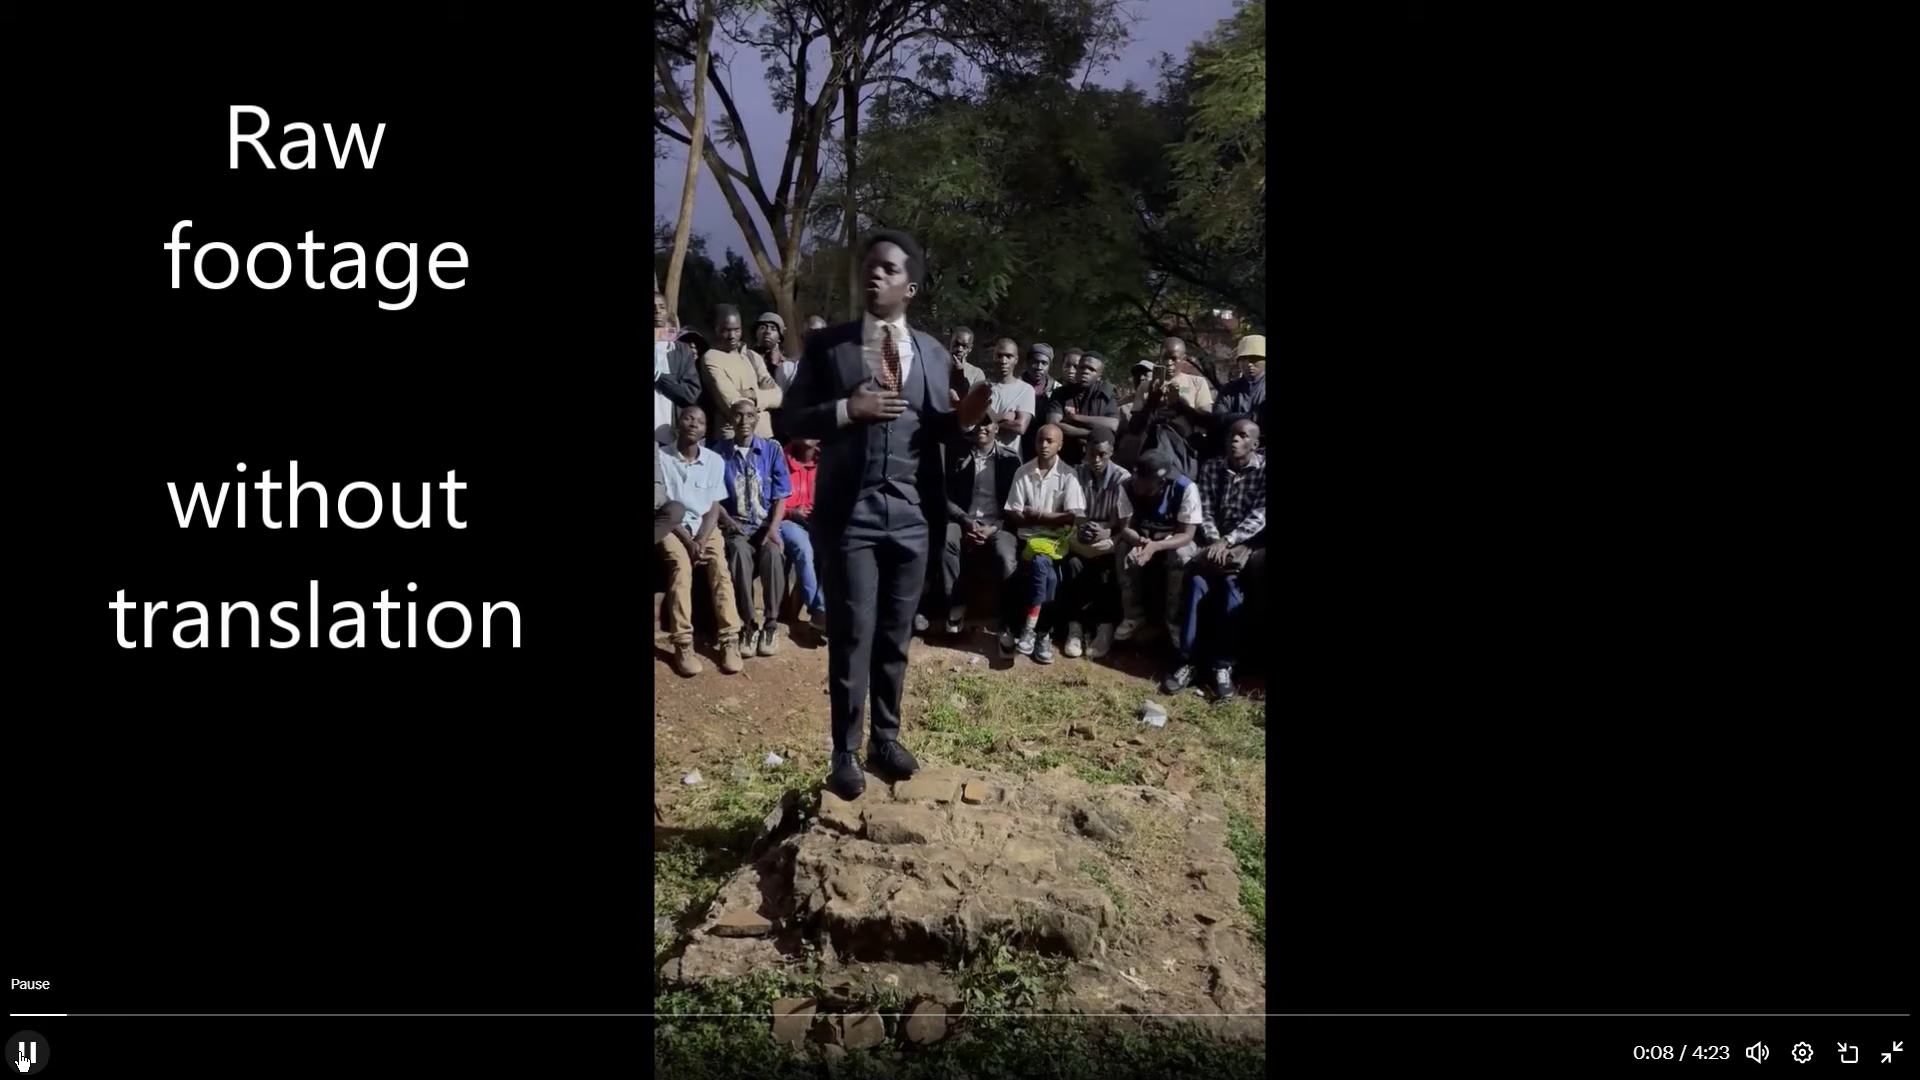 Raw
footage
without
translation
Pause
0:08 / 4:23